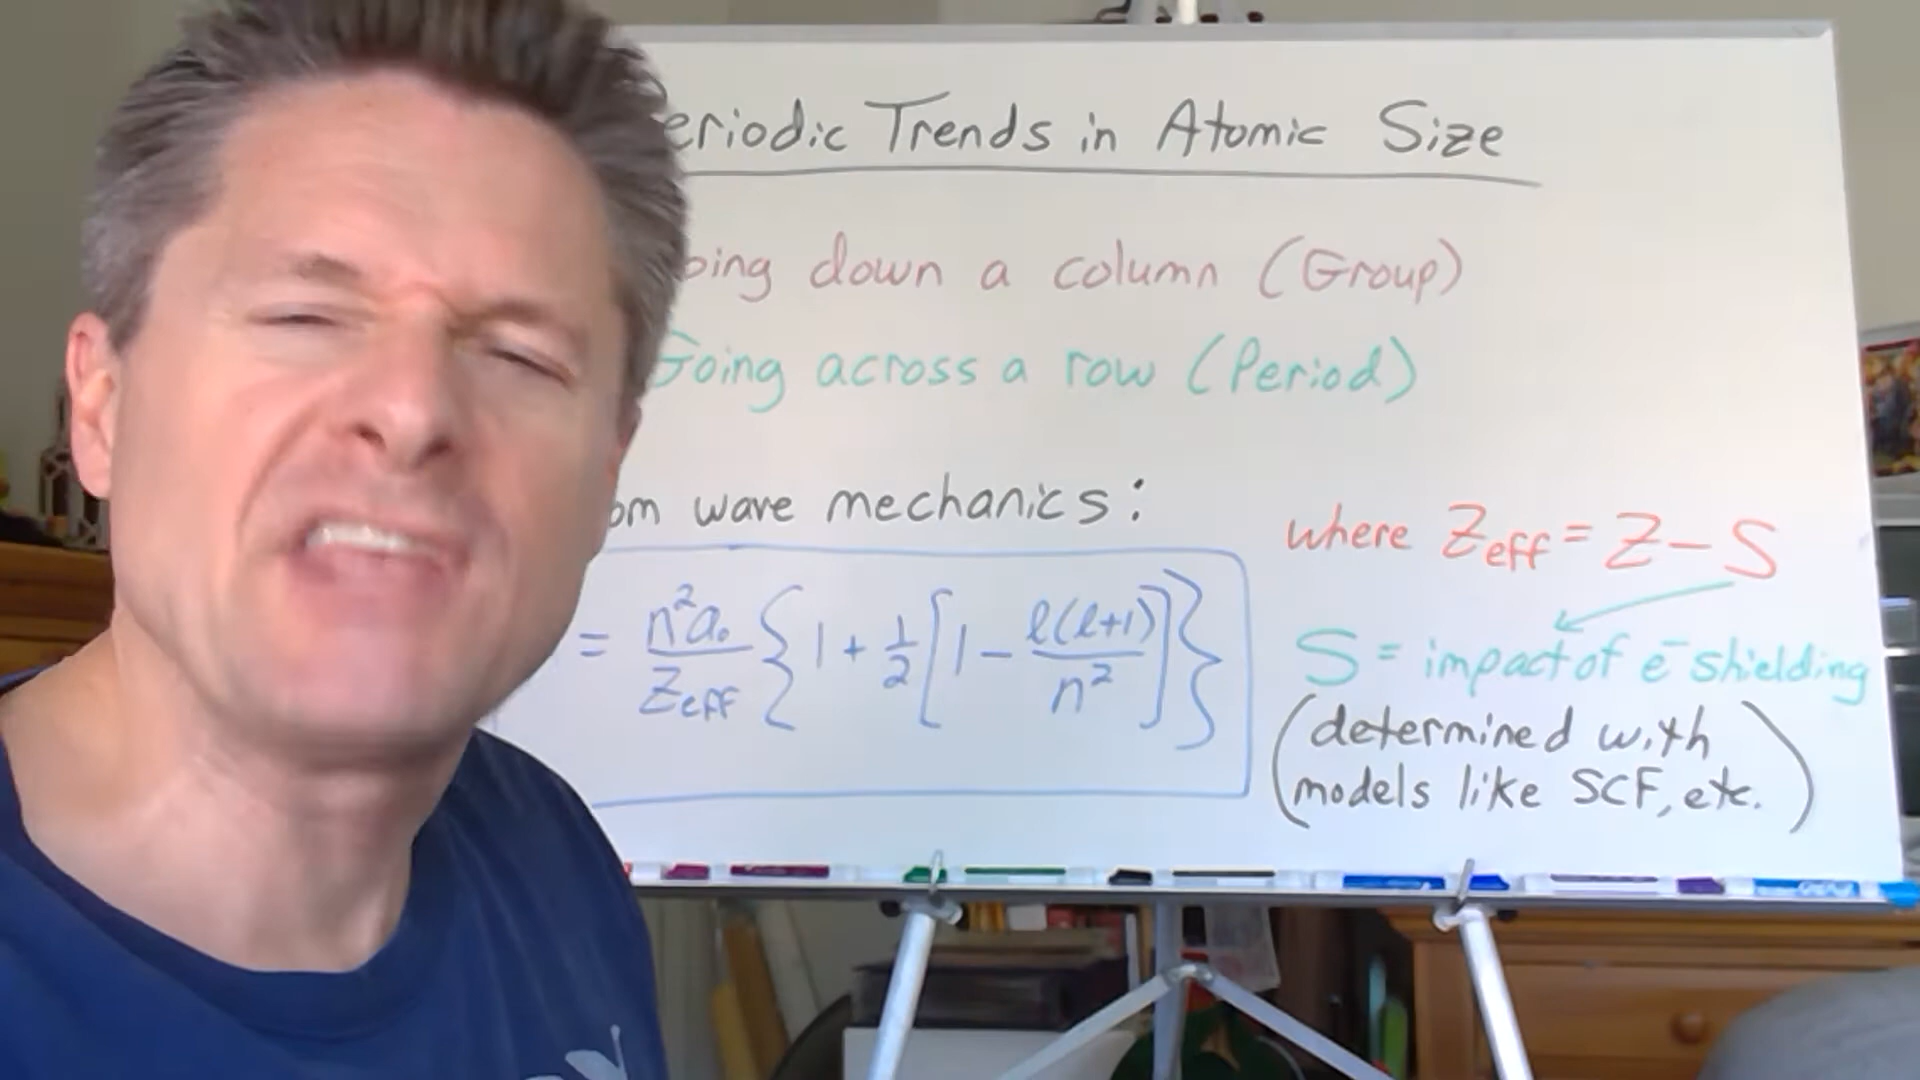 Periodic Trends in Atomic Size
oing down a column (Group)
Going across a row (Period)
om wave mechanics:
where Zeff = Z - S
= n²a₀/Zeff {1 + 1/2 [1 - ℓ(ℓ+1)/n²]}
S = impact of e⁻ shielding
(determined with
models like SCF, etc.)